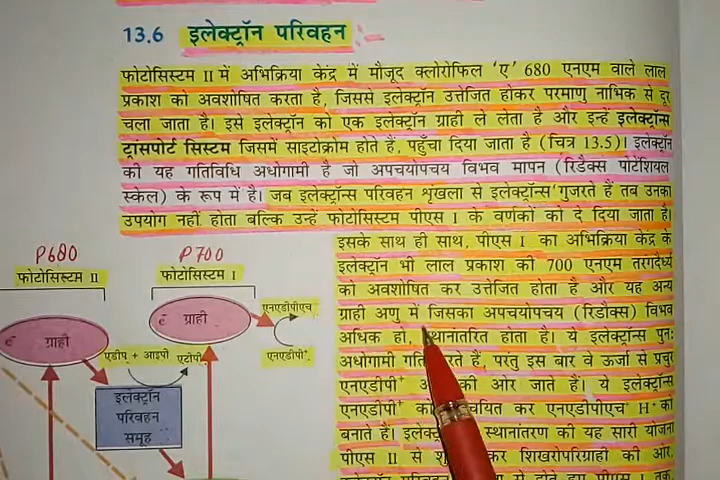 13.6 इलेक्ट्रॉन परिवहन :-
फोटोसिस्टम II में अभिक्रिया केंद्र में मौजूद क्लोरोफिल 'ए' 680 एनएम वाले लाल
प्रकाश को अवशोषित करता है, जिससे इलेक्ट्रॉन उत्तेजित होकर परमाणु नाभिक से दूर
चला जाता है। इसे इलेक्ट्रॉन को एक इलेक्ट्रॉन ग्राही ले लेता है और इन्हें इलेक्ट्रॉन्स
ट्रांसपोर्ट सिस्टम जिसमें साइटोक्रोम होते हैं, पहुँचा दिया जाता है (चित्र 13.5)। इलेक्ट्रॉन
की यह गतिविधि अधोगामी है जो अपचयोपचय विभव मापन (रिडैक्स पोटेंशियल
स्केल) के रूप में है। जब इलेक्ट्रॉन्स परिवहन शृंखला से इलेक्ट्रॉन्स गुजरते हैं तब उनका
उपयोग नहीं होता बल्कि उन्हें फोटोसिस्टम पीएस I के वर्णकों को दे दिया जाता है।
इसके साथ ही साथ, पीएस I का अभिक्रिया केंद्र के
इलेक्ट्रॉन भी लाल प्रकाश की 700 एनएम तरंगदैर्ध्य
को अवशोषित कर उत्तेजित होता है और यह अन्य
ग्राही अणु में जिसका अपचयोपचय (रिडौक्स) विभव
अधिक हो, स्थानांतरित होता है। ये इलेक्ट्रॉन्स पुनः
अधोगामी करते हैं, परंतु इस बार वे ऊर्जा से प्रचुर
एनएडीपी⁺ की ओर जाते हैं। ये इलेक्ट्रॉन्स
एनएडीपी⁺ कर एनएडीपीएच H⁺ को
बनाते हैं। स्थानांतरण की यह सारी योजना
पीएस II से कर शिखरोपरिग्राही की ओर,
P680
P700
फोटोसिस्टम II
फोटोसिस्टम I
e⁻ ग्राही
e⁻ ग्राही
एनएडीपीएच
एनएडीपी⁺
एडीपी + आइपी
एटीपी
इलेक्ट्रॉन
परिवहन
समूह